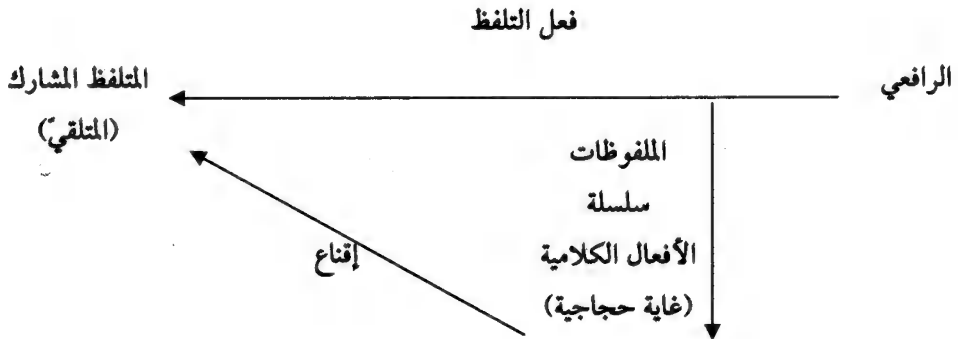 فعل التلفظ
الرافعي
المتلفظ المشارك
(المتلقيّ)
الملفوظات
سلسلة
الأفعال الكلامية
(غاية حجاجية)
إقناع